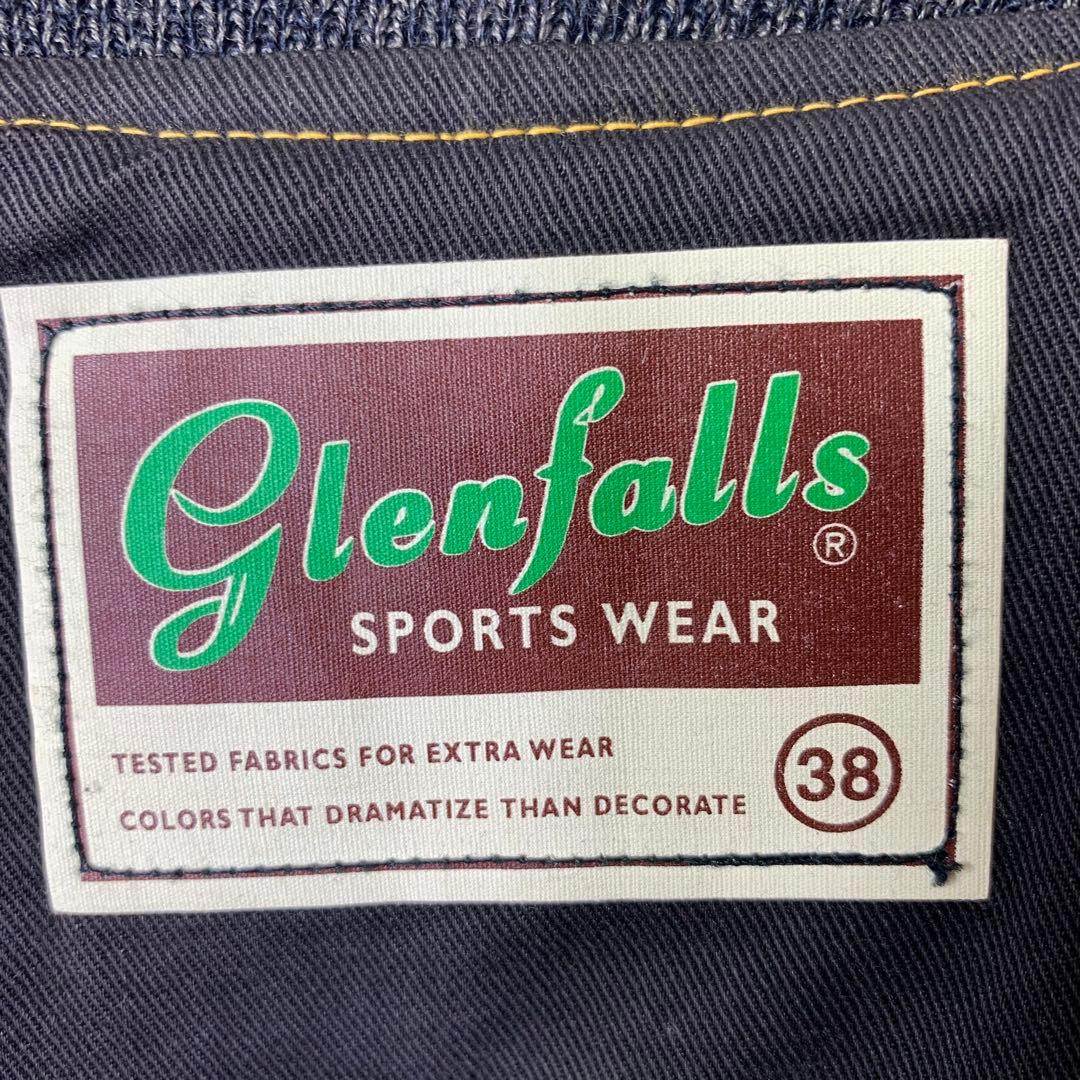 Glenfalls
®
SPORTS WEAR
TESTED FABRICS FOR EXTRA WEAR
COLORS THAT DRAMATIZE THAN DECORATE
38